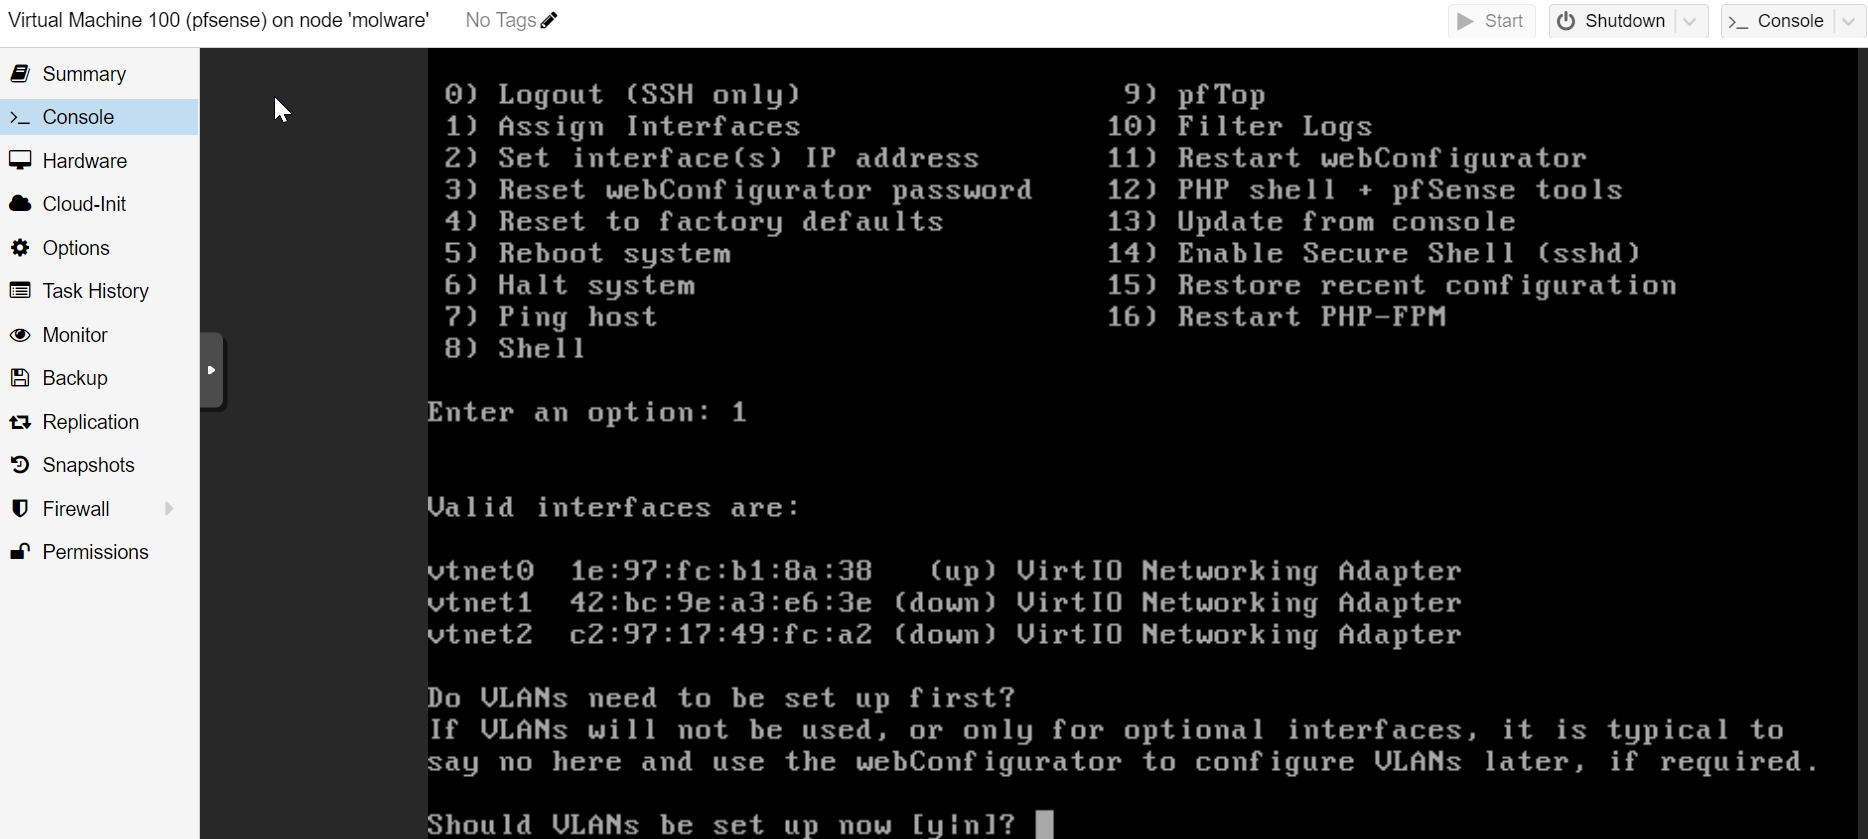 Virtual Machine 100 (pfsense) on node 'molware' No Tags Start Shutdown Console
Summary
Console
Hardware
Cloud-Init
Options
Task History
Monitor
Backup
Replication
Snapshots
Firewall
Permissions
0) Logout (SSH only) 9) pfTop
1) Assign Interfaces 10) Filter Logs
2) Set interface(s) IP address 11) Restart webConfigurator
3) Reset webConfigurator password 12) PHP shell + pfSense tools
4) Reset to factory defaults 13) Update from console
5) Reboot system 14) Enable Secure Shell (sshd)
6) Halt system 15) Restore recent configuration
7) Ping host 16) Restart PHP-FPM
8) Shell
Enter an option: 1
Valid interfaces are:
vtnet0 1e:97:fc:b1:8a:38 (up) VirtIO Networking Adapter
vtnet1 42:bc:9e:a3:e6:3e (down) VirtIO Networking Adapter
vtnet2 c2:97:17:49:fc:a2 (down) VirtIO Networking Adapter
Do VLANs need to be set up first?
If VLANs will not be used, or only for optional interfaces, it is typical to
say no here and use the webConfigurator to configure VLANs later, if required.
Should VLANs be set up now [y|n]?